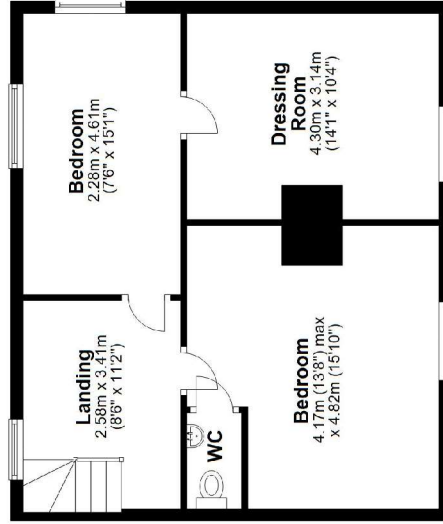 Bedroom
2.28m x 4.61m
(7'6" x 15'1")
Dressing
Room
4.30m x 3.14m
(14'1" x 10'4")
Landing
2.58m x 3.41m
(8'6" x 11'2")
WC
Bedroom
4.17m (13'8") max
x 4.82m (15'10")